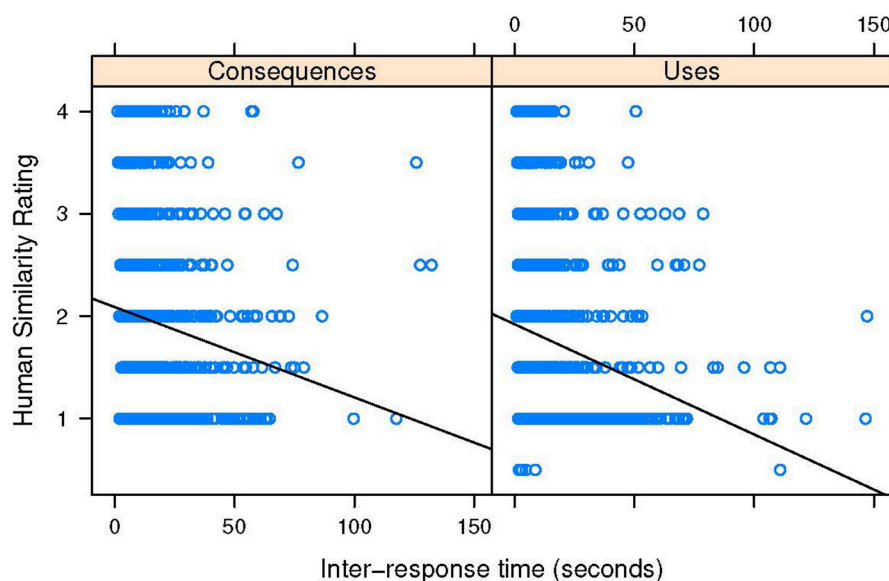 0 50 100 150
Consequences Uses
4
3
2
1
Human Similarity Rating
0 50 100 150
Inter-response time (seconds)